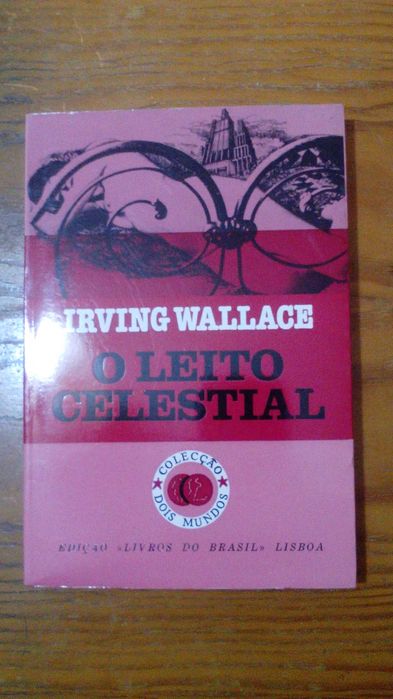 IRVING WALLACE
O LEITO
CELESTIAL
COLECÇÃO
DOIS MUNDOS
EDIÇÃO «LIVROS DO BRASIL» LISBOA